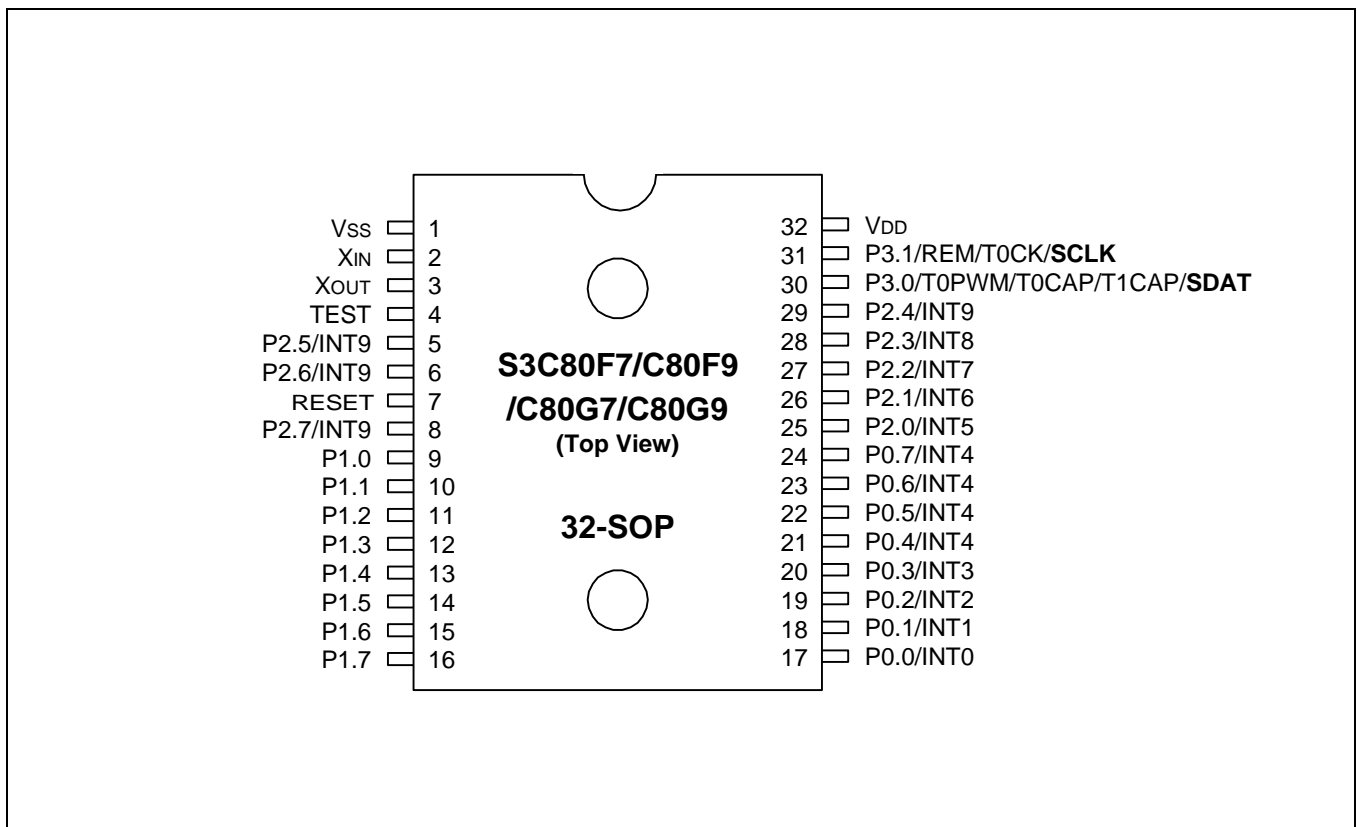 VSS 1
XIN 2
XOUT 3
TEST 4
P2.5/INT9 5
P2.6/INT9 6
RESET 7
P2.7/INT9 8
P1.0 9
P1.1 10
P1.2 11
P1.3 12
P1.4 13
P1.5 14
P1.6 15
P1.7 16
S3C80F7/C80F9
/C80G7/C80G9
(Top View)
32-SOP
32 VDD
31 P3.1/REM/T0CK/SCLK
30 P3.0/T0PWM/T0CAP/T1CAP/SDAT
29 P2.4/INT9
28 P2.3/INT8
27 P2.2/INT7
26 P2.1/INT6
25 P2.0/INT5
24 P0.7/INT4
23 P0.6/INT4
22 P0.5/INT4
21 P0.4/INT4
20 P0.3/INT3
19 P0.2/INT2
18 P0.1/INT1
17 P0.0/INT0